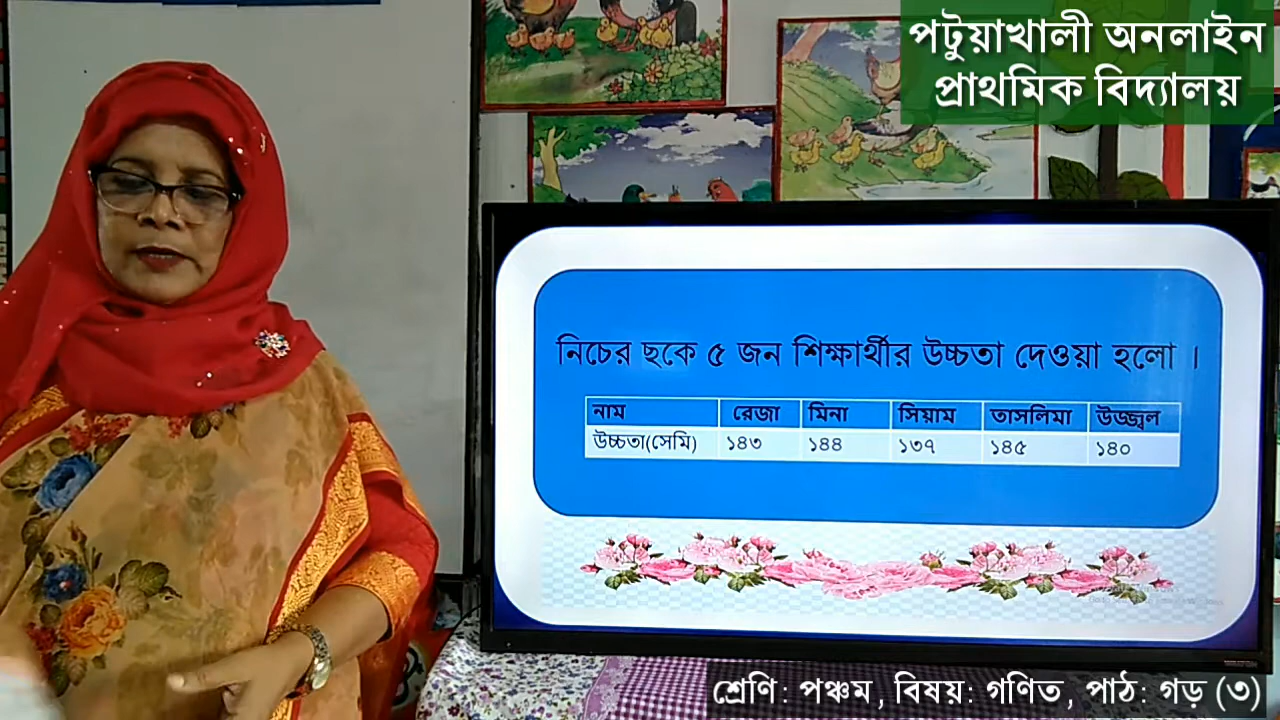 পটুয়াখালী অনলাইন
প্রাথমিক বিদ্যালয়
নিচের ছকে ৫ জন শিক্ষার্থীর উচ্চতা দেওয়া হলো ।
নাম রেজা মিনা সিয়াম তাসলিমা উজ্জ্বল
উচ্চতা(সেমি) ১৪৩ ১৪৪ ১৩৭ ১৪৫ ১৪০
শ্রেণি: পঞ্চম, বিষয়: গণিত, পাঠ: গড় (৩)